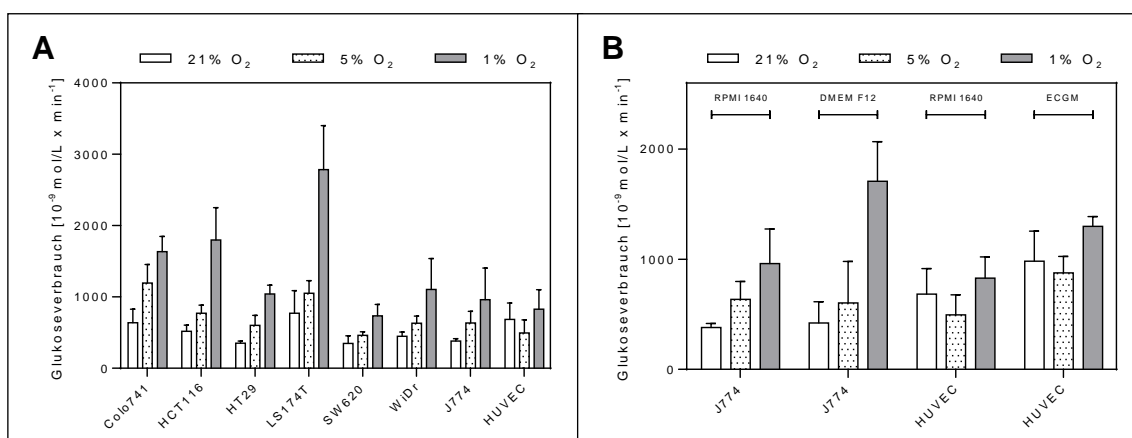 A
21% O₂ 5% O₂ 1% O₂
Glukoseverbrauch [10⁻⁹ mol/L x min⁻¹]
4000
3000
2000
1000
0
Colo741 HCT116 HT29 LS174T SW620 WiDr J774 HUVEC
B
21% O₂ 5% O₂ 1% O₂
RPMI 1640 DMEM F12 RPMI 1640 ECGM
Glukoseverbrauch [10⁻⁹ mol/L x min⁻¹]
2000
1000
0
J774 J774 HUVEC HUVEC